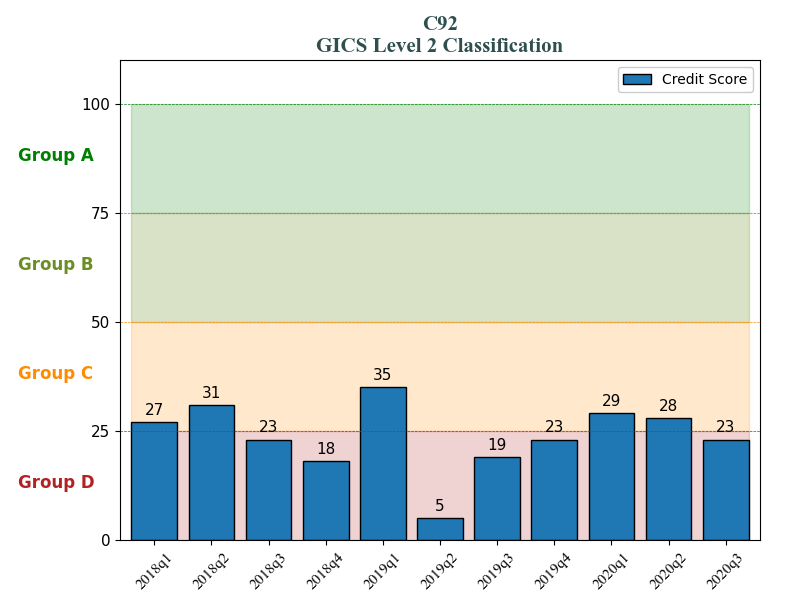 C92
GICS Level 2 Classification
Credit Score
100
Group A
75
Group B
50
Group C
25
Group D
0
27
31
23
18
35
5
19
23
29
28
23
2018q1
2018q2
2018q3
2018q4
2019q1
2019q2
2019q3
2019q4
2020q1
2020q2
2020q3